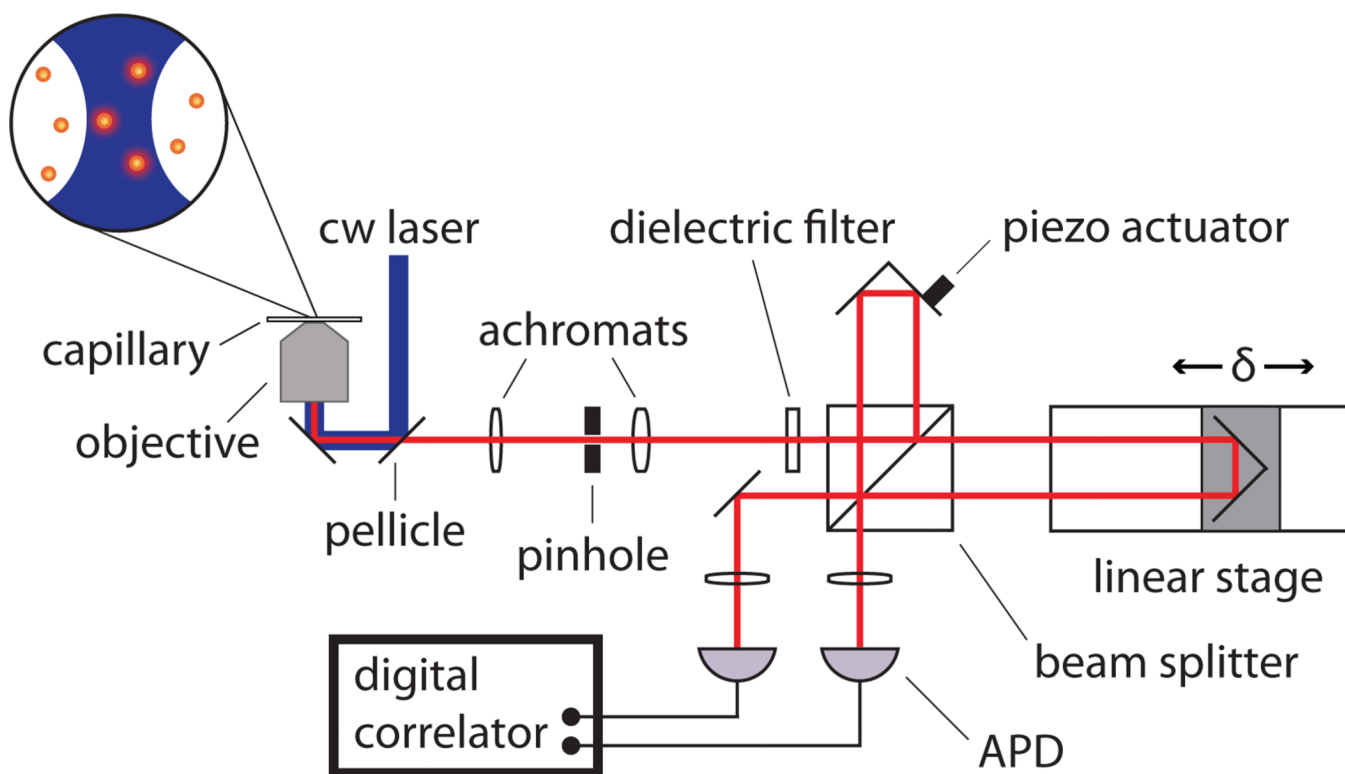 cw laser
dielectric filter
piezo actuator
capillary
achromats
δ
objective
pellicle
pinhole
linear stage
beam splitter
digital
correlator
APD